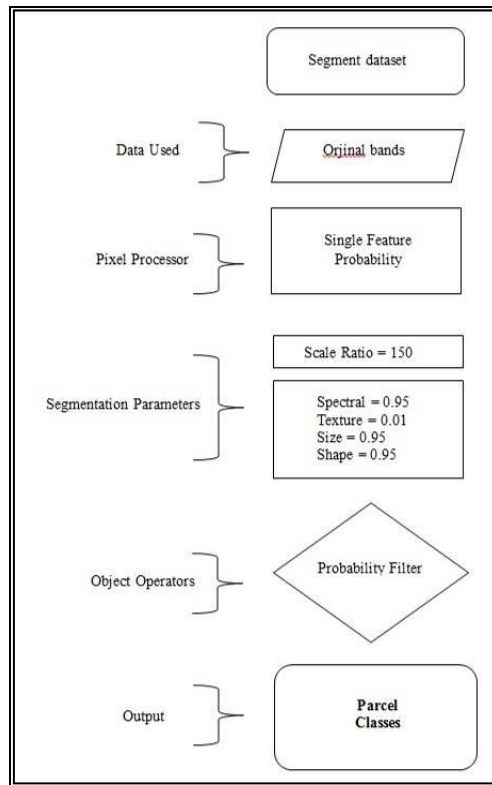 Segment dataset
Data Used
Orjinal bands
Pixel Processor
Single Feature
Probability
Segmentation Parameters
Scale Ratio = 150
Spectral = 0.95
Texture = 0.01
Size = 0.95
Shape = 0.95
Object Operators
Probability Filter
Output
Parcel
Classes